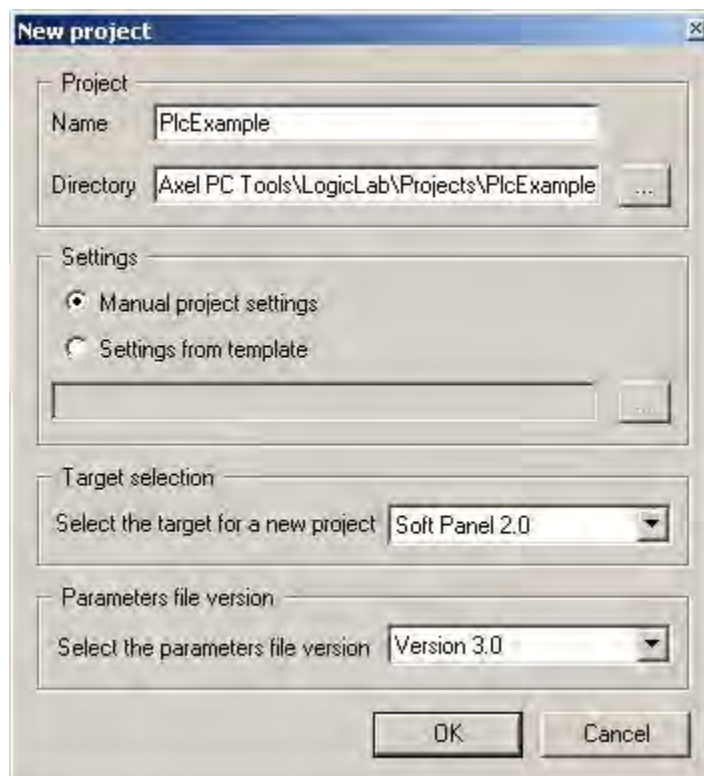 New project
Project
Name PlcExample
Directory Axel PC Tools\LogicLab\Projects\PlcExample ...
Settings
Manual project settings
Settings from template
...
Target selection
Select the target for a new project Soft Panel 2.0
Parameters file version
Select the parameters file version Version 3.0
OK Cancel